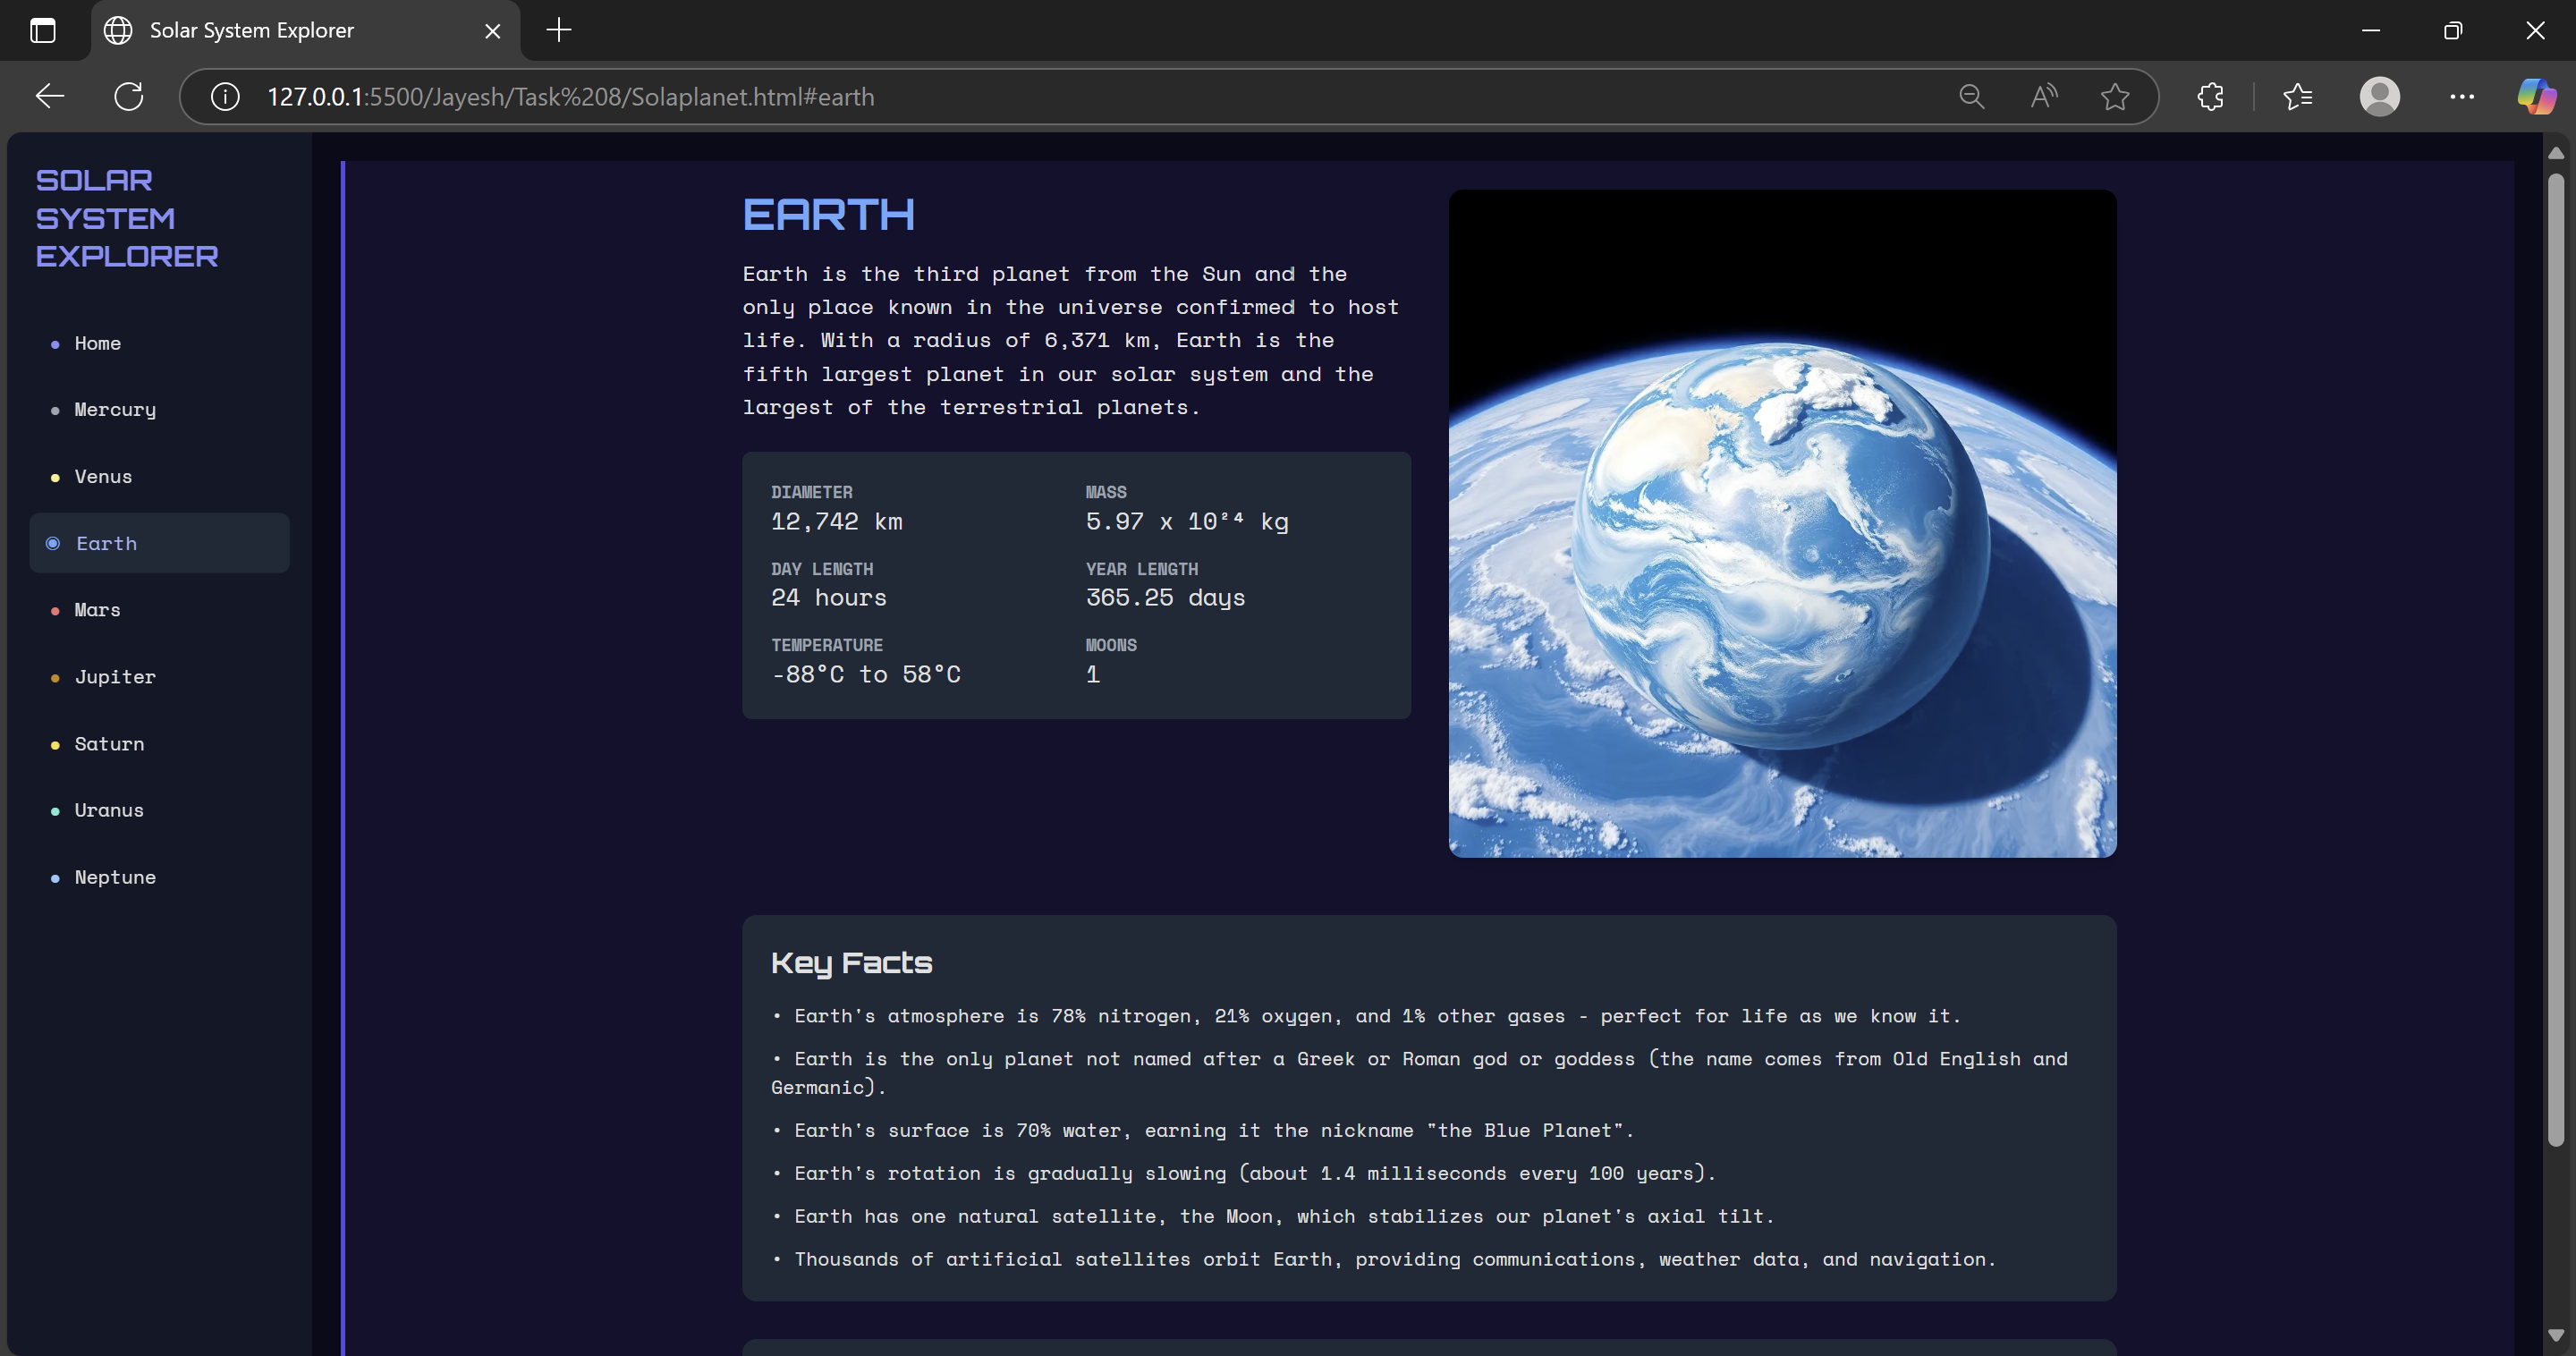 Solar System Explorer
127.0.0.1:5500/Jayesh/Task%208/Solaplanet.html#earth
SOLAR
SYSTEM
EXPLORER
Home
Mercury
Venus
Earth
Mars
Jupiter
Saturn
Uranus
Neptune
EARTH
Earth is the third planet from the Sun and the
only place known in the universe confirmed to host
life. With a radius of 6,371 km, Earth is the
fifth largest planet in our solar system and the
largest of the terrestrial planets.
DIAMETER
12,742 km
MASS
5.97 x 10²⁴ kg
DAY LENGTH
24 hours
YEAR LENGTH
365.25 days
TEMPERATURE
-88°C to 58°C
MOONS
1
Key Facts
• Earth's atmosphere is 78% nitrogen, 21% oxygen, and 1% other gases - perfect for life as we know it.
• Earth is the only planet not named after a Greek or Roman god or goddess (the name comes from Old English and
Germanic).
• Earth's surface is 70% water, earning it the nickname "the Blue Planet".
• Earth's rotation is gradually slowing (about 1.4 milliseconds every 100 years).
• Earth has one natural satellite, the Moon, which stabilizes our planet's axial tilt.
• Thousands of artificial satellites orbit Earth, providing communications, weather data, and navigation.